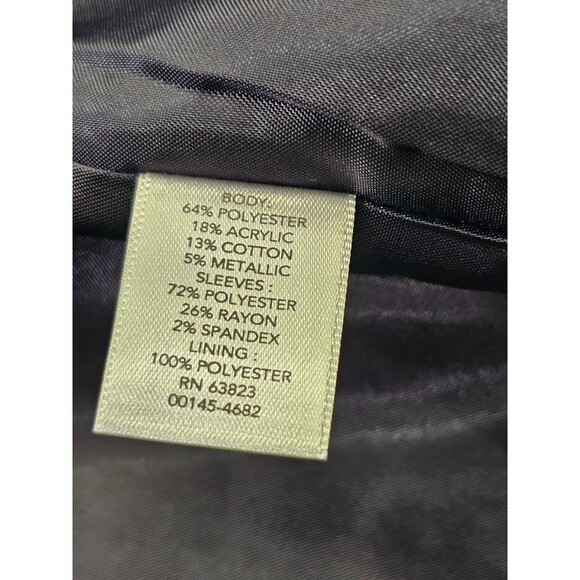 BODY:
64% POLYESTER
18% ACRYLIC
13% COTTON
5% METALLIC
SLEEVES :
72% POLYESTER
26% RAYON
2% SPANDEX
LINING :
100% POLYESTER
RN 63823
00145-4682